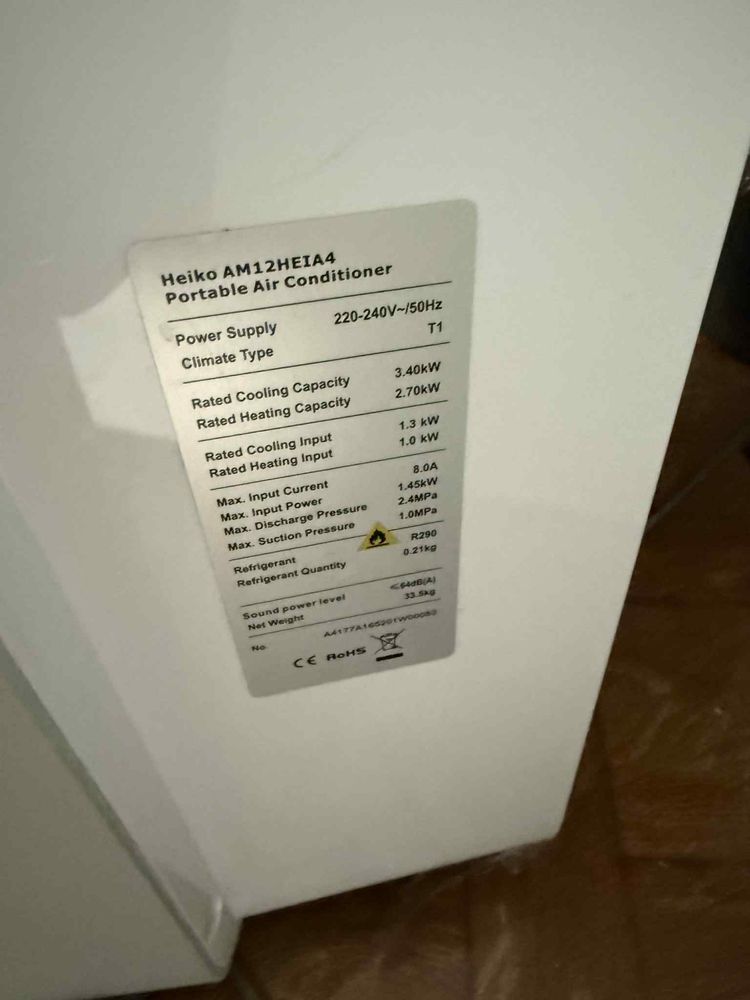 Heiko AM12HEIA4
Portable Air Conditioner
Power Supply 220-240V~/50Hz
Climate Type T1
Rated Cooling Capacity 3.40kW
Rated Heating Capacity 2.70kW
Rated Cooling Input 1.3 kW
Rated Heating Input 1.0 kW
Max. Input Current 8.0A
Max. Input Power 1.45kW
Max. Discharge Pressure 2.4MPa
Max. Suction Pressure 1.0MPa
Refrigerant R290
Refrigerant Quantity 0.21kg
Sound power level ≤64dB(A)
Net Weight 33.5kg
No.
CE RoHS